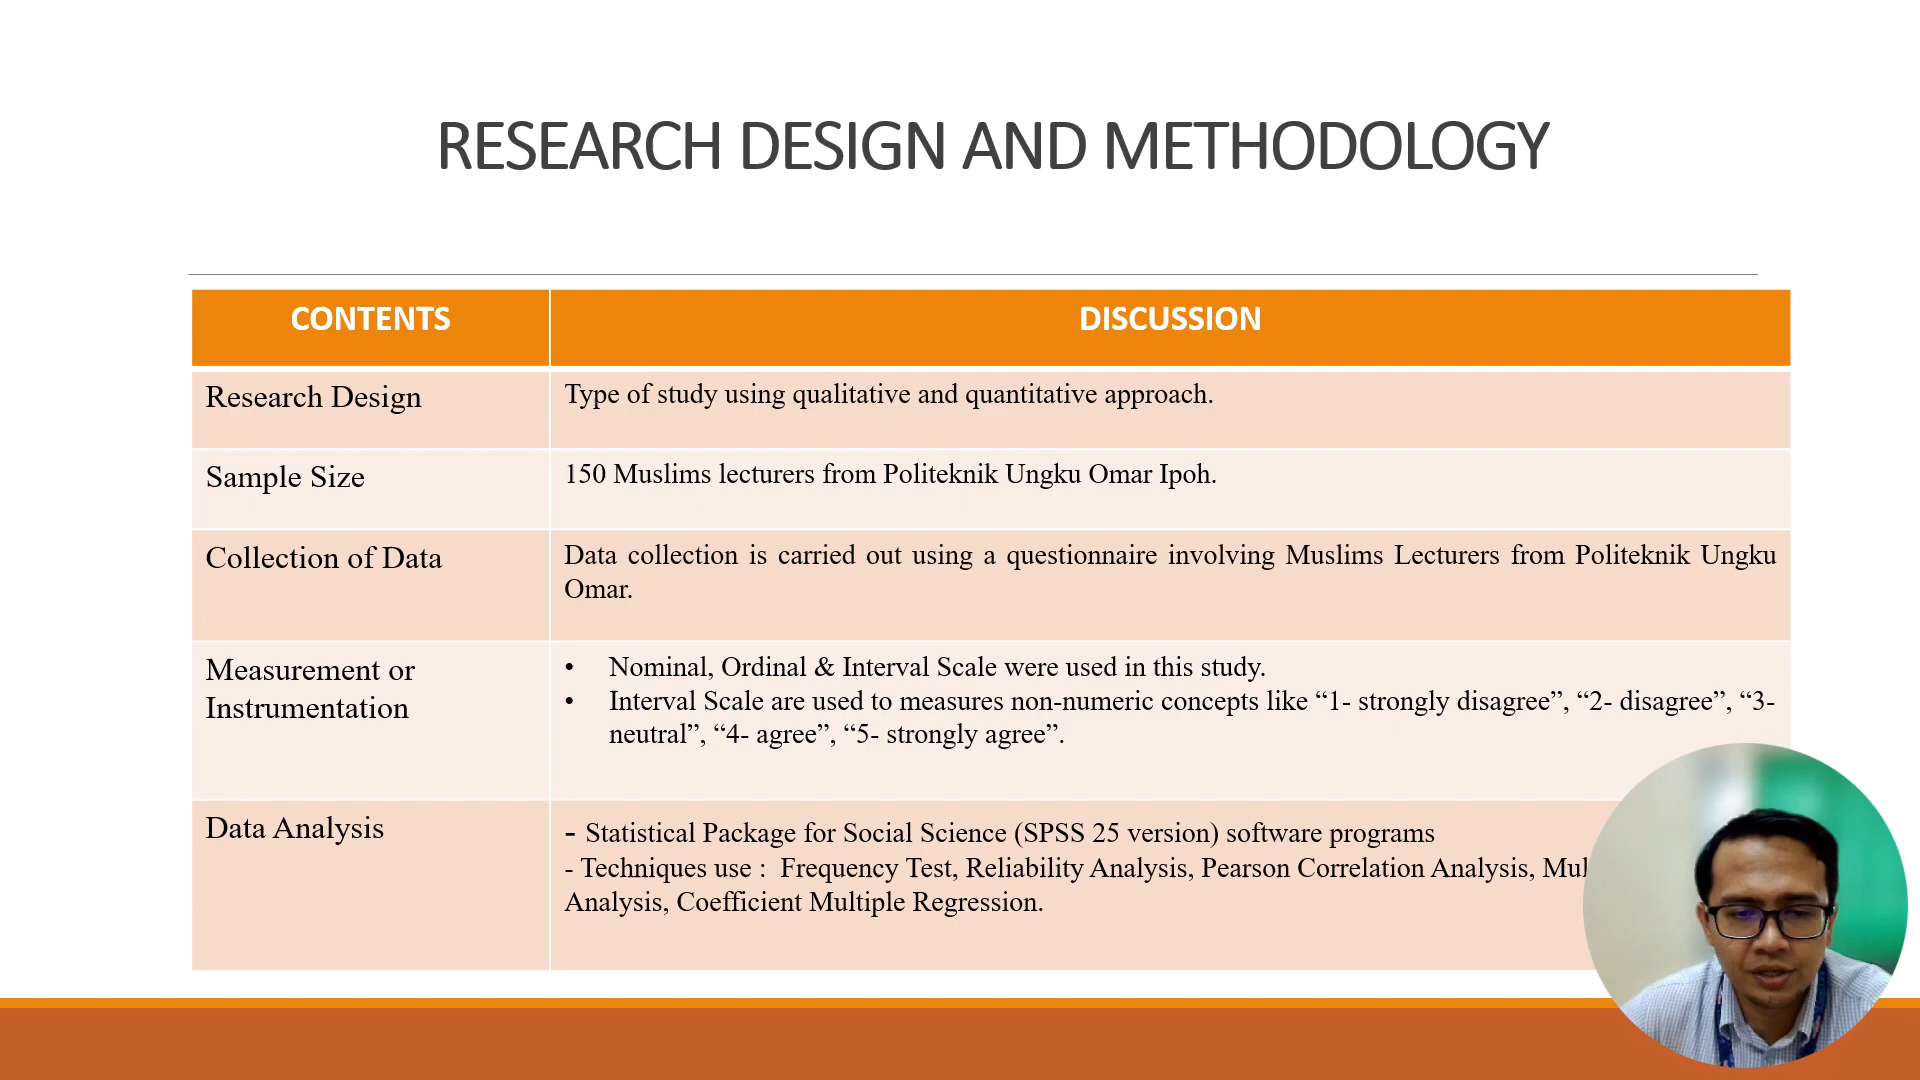 RESEARCH DESIGN AND METHODOLOGY
CONTENTS
DISCUSSION
Research Design
Type of study using qualitative and quantitative approach.
Sample Size
150 Muslims lecturers from Politeknik Ungku Omar Ipoh.
Collection of Data
Data collection is carried out using a questionnaire involving Muslims Lecturers from Politeknik Ungku
Omar.
Measurement or
Instrumentation
• Nominal, Ordinal & Interval Scale were used in this study.
• Interval Scale are used to measures non-numeric concepts like “1- strongly disagree”, “2- disagree”, “3-
neutral”, “4- agree”, “5- strongly agree”.
Data Analysis
- Statistical Package for Social Science (SPSS 25 version) software programs
- Techniques use : Frequency Test, Reliability Analysis, Pearson Correlation Analysis,
Analysis, Coefficient Multiple Regression.